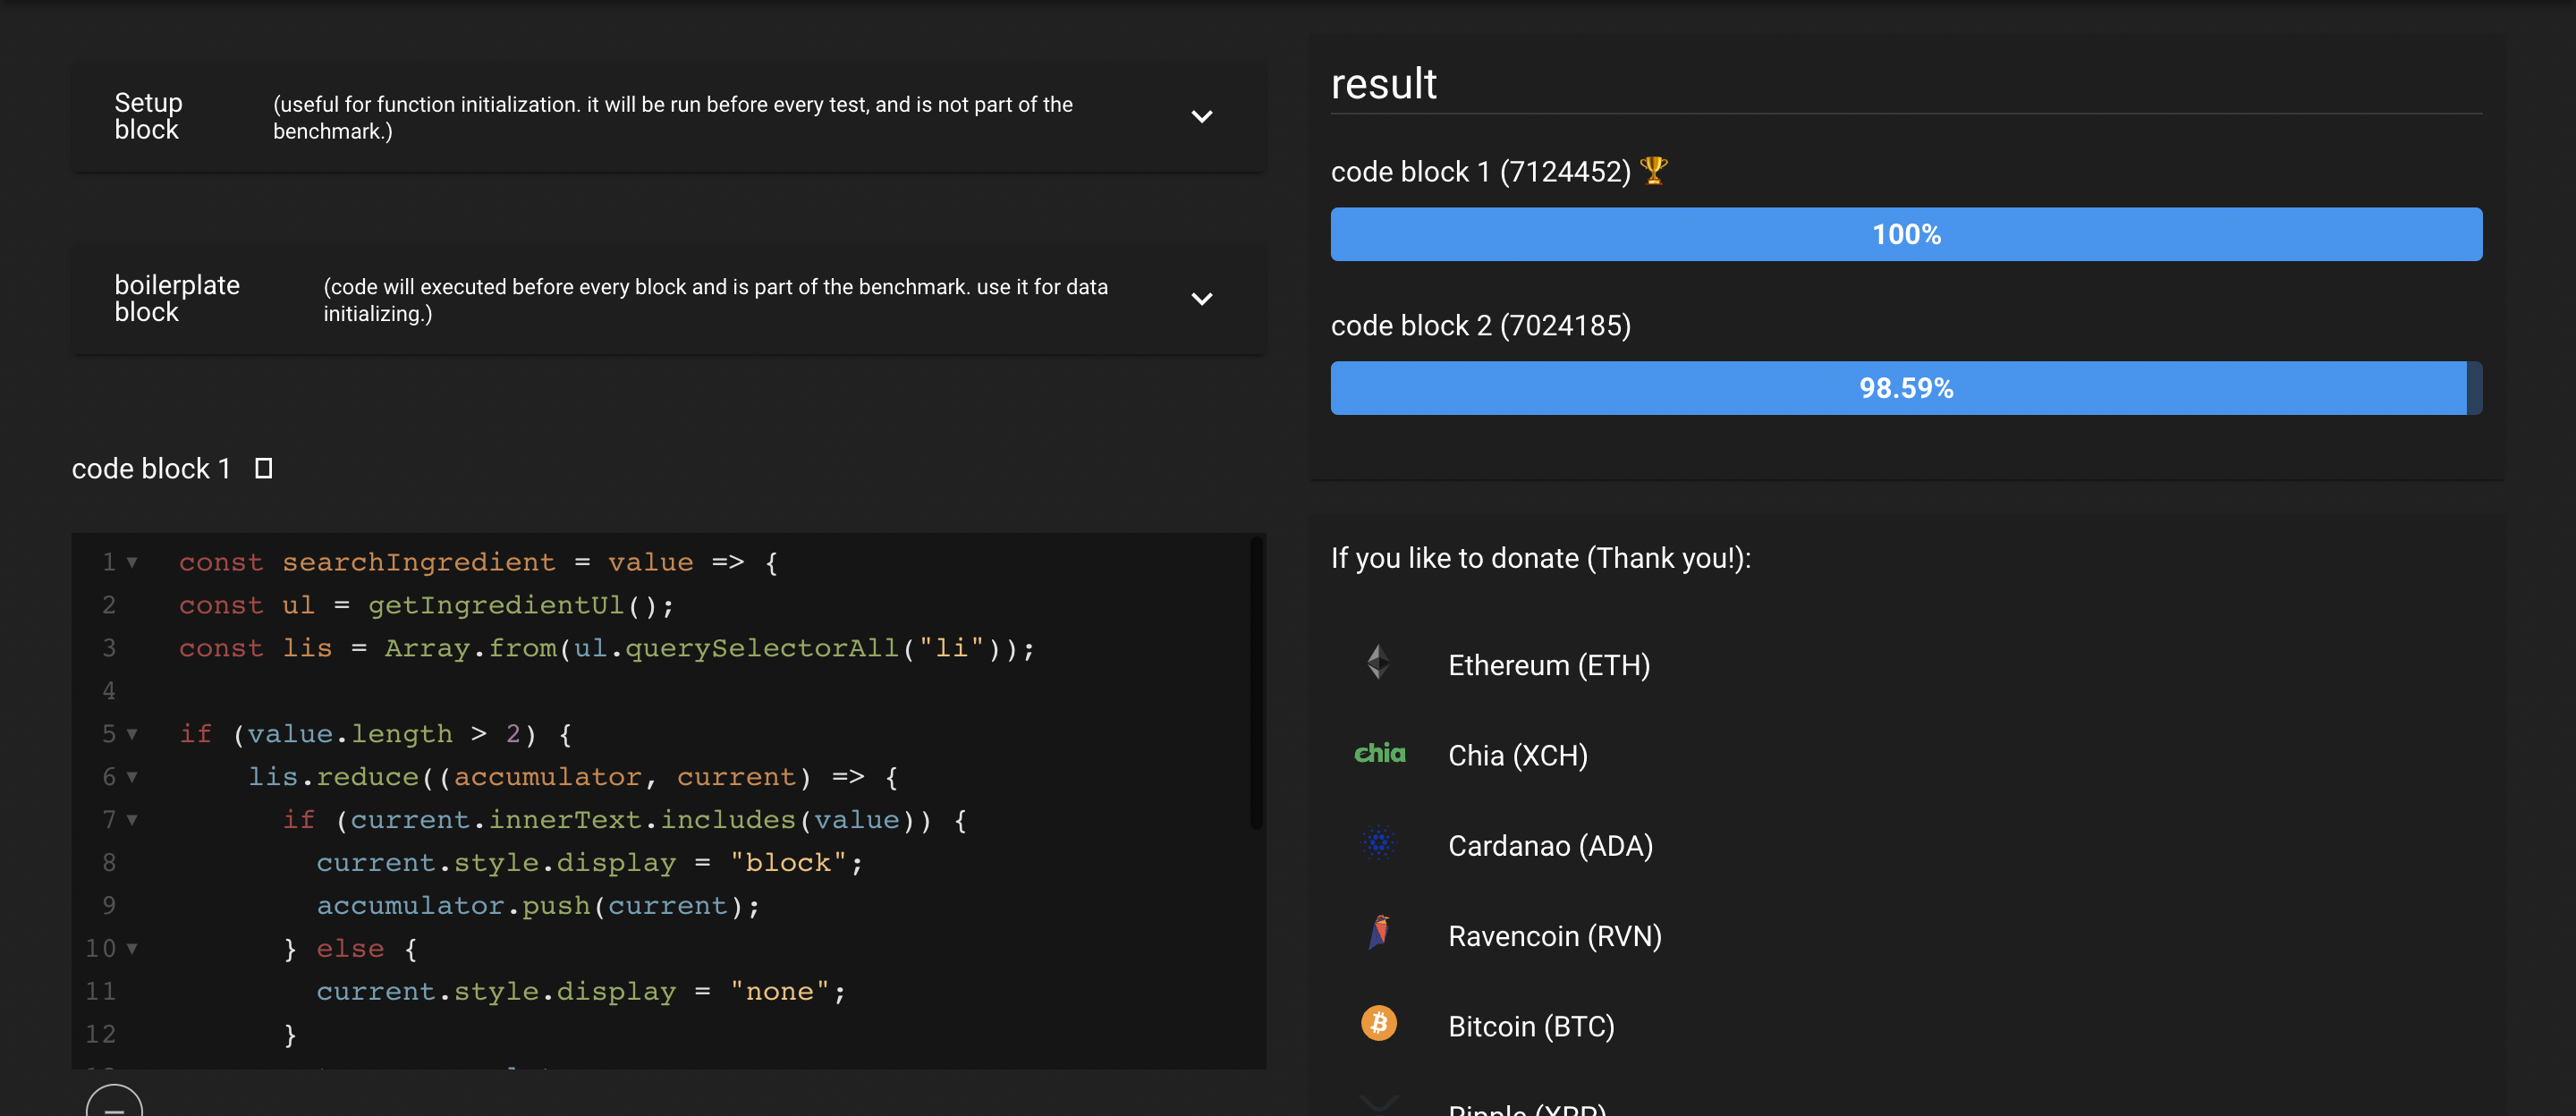 Setup
block
(useful for function initialization. it will be run before every test, and is not part of the
benchmark.)
boilerplate
block
(code will executed before every block and is part of the benchmark. use it for data
initializing.)
code block 1
1 const searchIngredient = value => {
2 const ul = getIngredientUl();
3 const lis = Array.from(ul.querySelectorAll("li"));
4
5 if (value.length > 2) {
6 lis.reduce((accumulator, current) => {
7 if (current.innerText.includes(value)) {
8 current.style.display = "block";
9 accumulator.push(current);
10 } else {
11 current.style.display = "none";
12 }
result
code block 1 (7124452) 🏆
100%
code block 2 (7024185)
98.59%
If you like to donate (Thank you!):
Ethereum (ETH)
chia
Chia (XCH)
Cardanao (ADA)
Ravencoin (RVN)
Bitcoin (BTC)
Ripple (XRP)